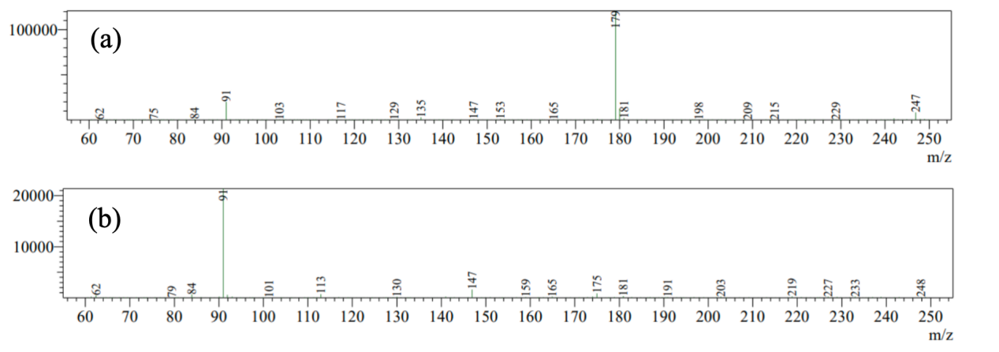 100000
(a)
62 75 84 91 103 117 129 135 147 153 165 179 181 198 209 215 229 247
60 70 80 90 100 110 120 130 140 150 160 170 180 190 200 210 220 230 240 250
m/z
20000
10000
(b)
62 79 84 91 101 113 130 147 159 165 175 181 191 203 219 227 233 248
60 70 80 90 100 110 120 130 140 150 160 170 180 190 200 210 220 230 240 250
m/z